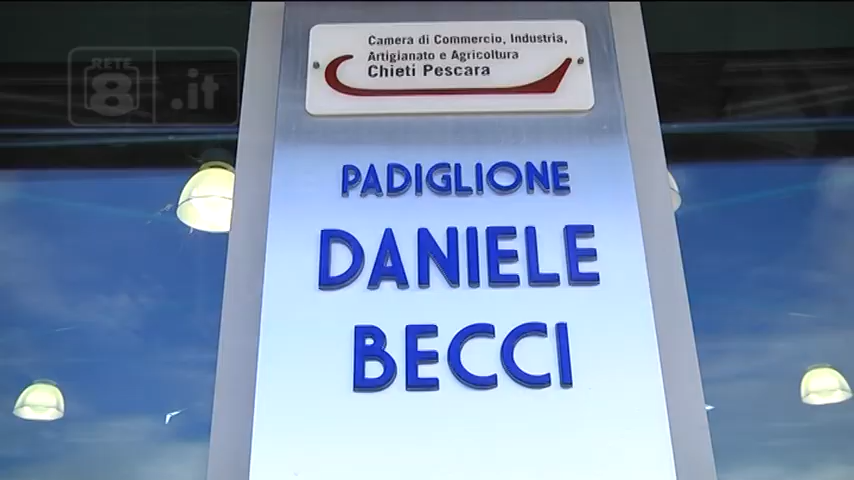 RETE
8 .it
Camera di Commercio, Industria,
Artigianato e Agricoltura
Chieti Pescara
PADIGLIONE
DANIELE
BECCI